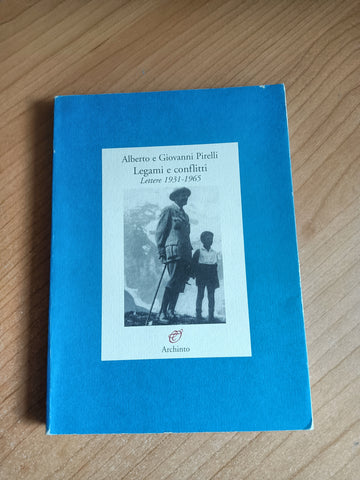 Alberto e Giovanni Pirelli
Legami e conflitti
Lettere 1931-1965
Archinto